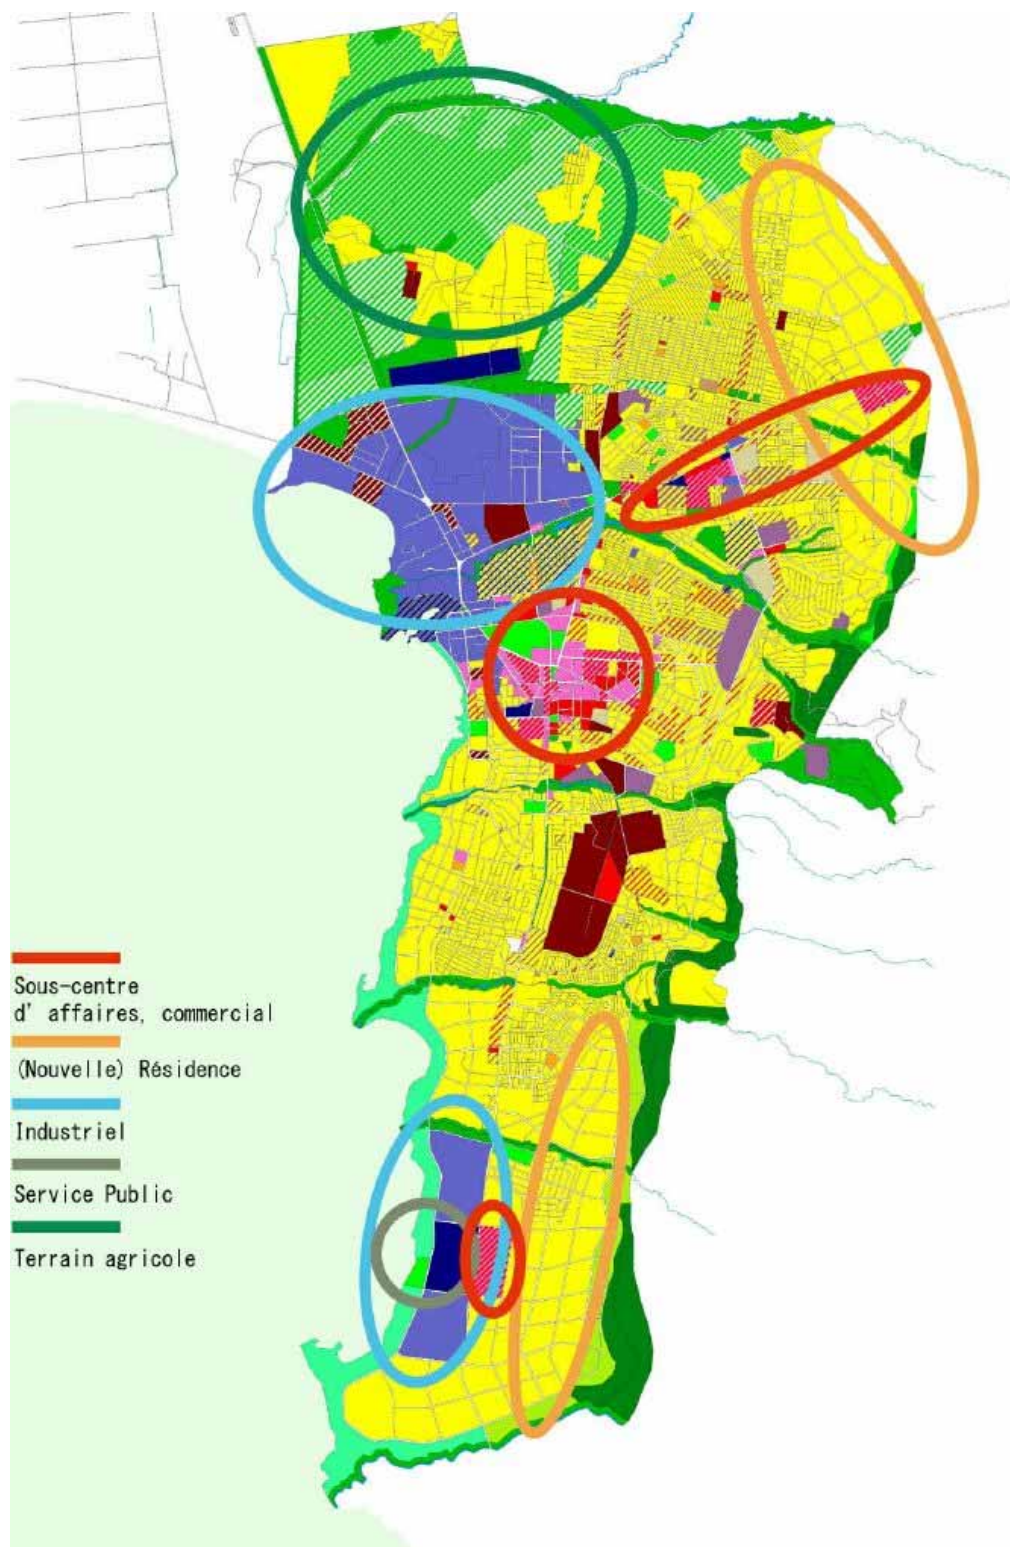 Sous-centre
d' affaires, commercial
(Nouvelle) Résidence
Industriel
Service Public
Terrain agricole